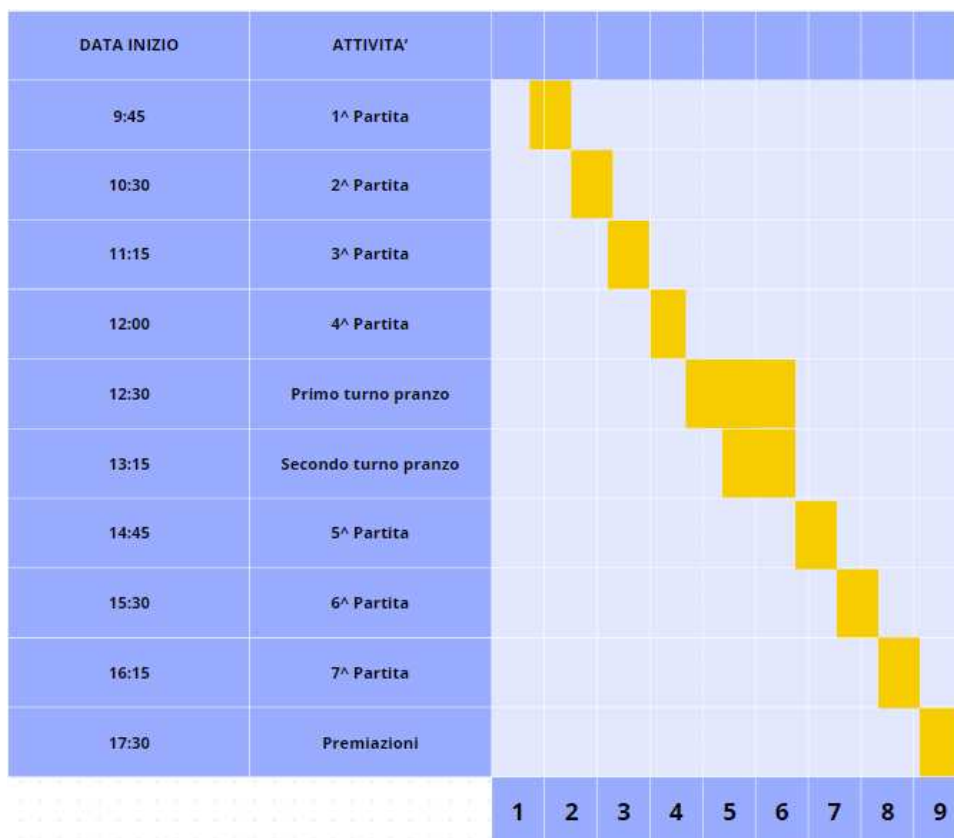 DATA INIZIO ATTIVITA’
9:45 1^ Partita
10:30 2^ Partita
11:15 3^ Partita
12:00 4^ Partita
12:30 Primo turno pranzo
13:15 Secondo turno pranzo
14:45 5^ Partita
15:30 6^ Partita
16:15 7^ Partita
17:30 Premiazioni
1 2 3 4 5 6 7 8 9